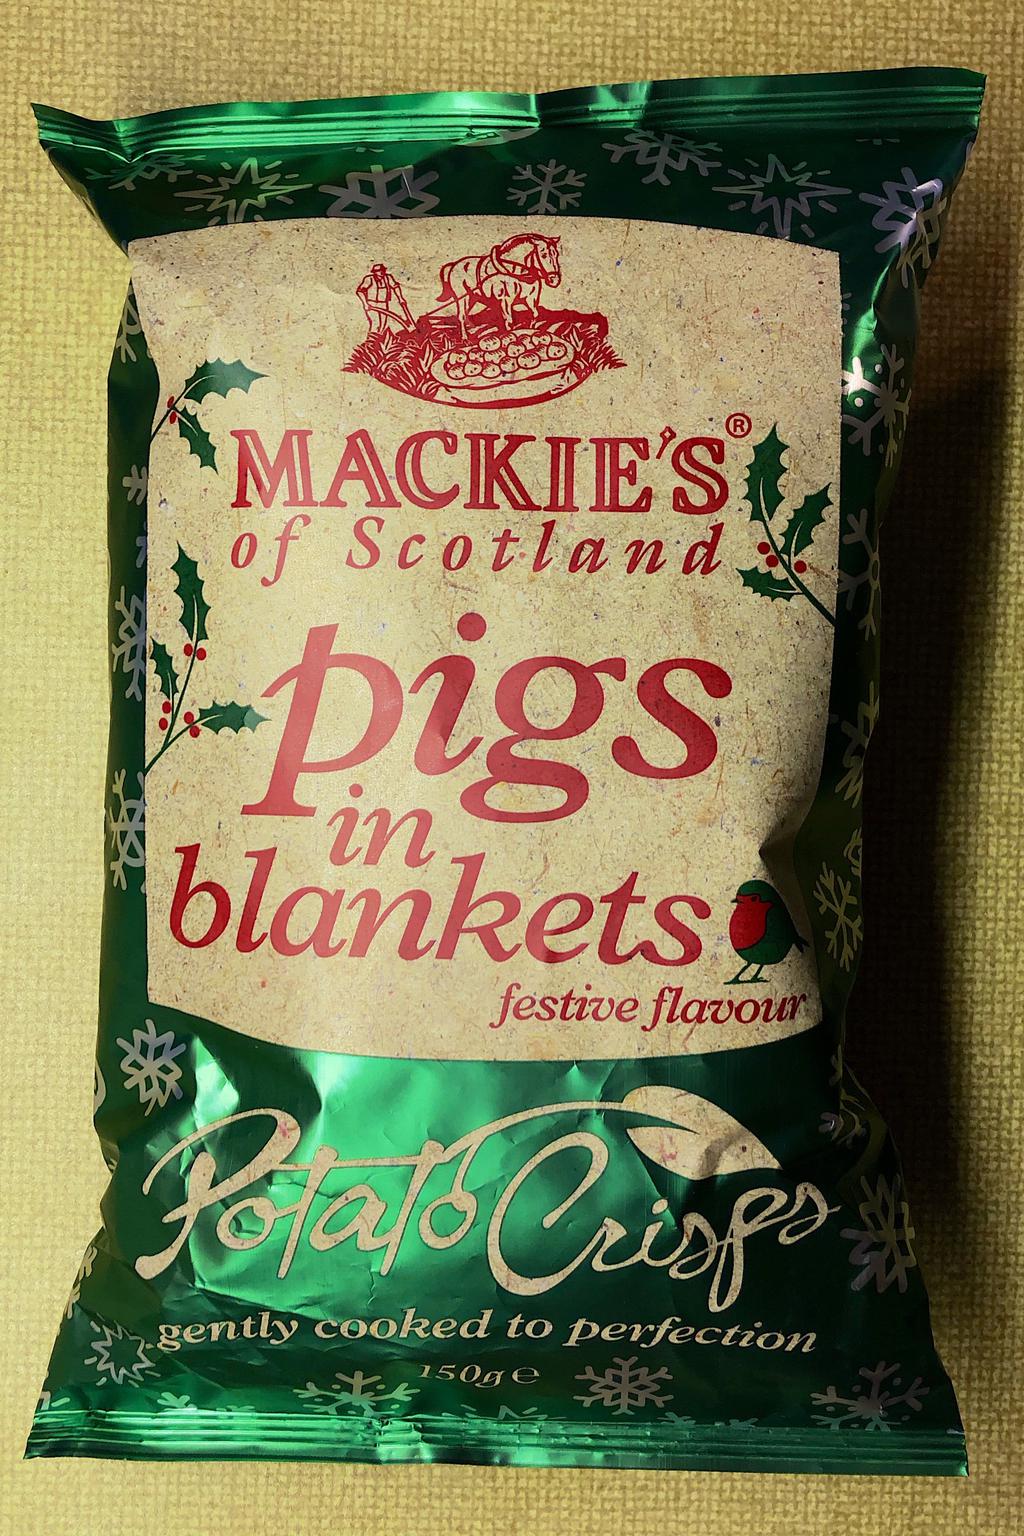 MACKIE'S®
of Scotland
pigs
in
blankets
festive flavour
Potato Crisps
gently cooked to perfection
150g ℮